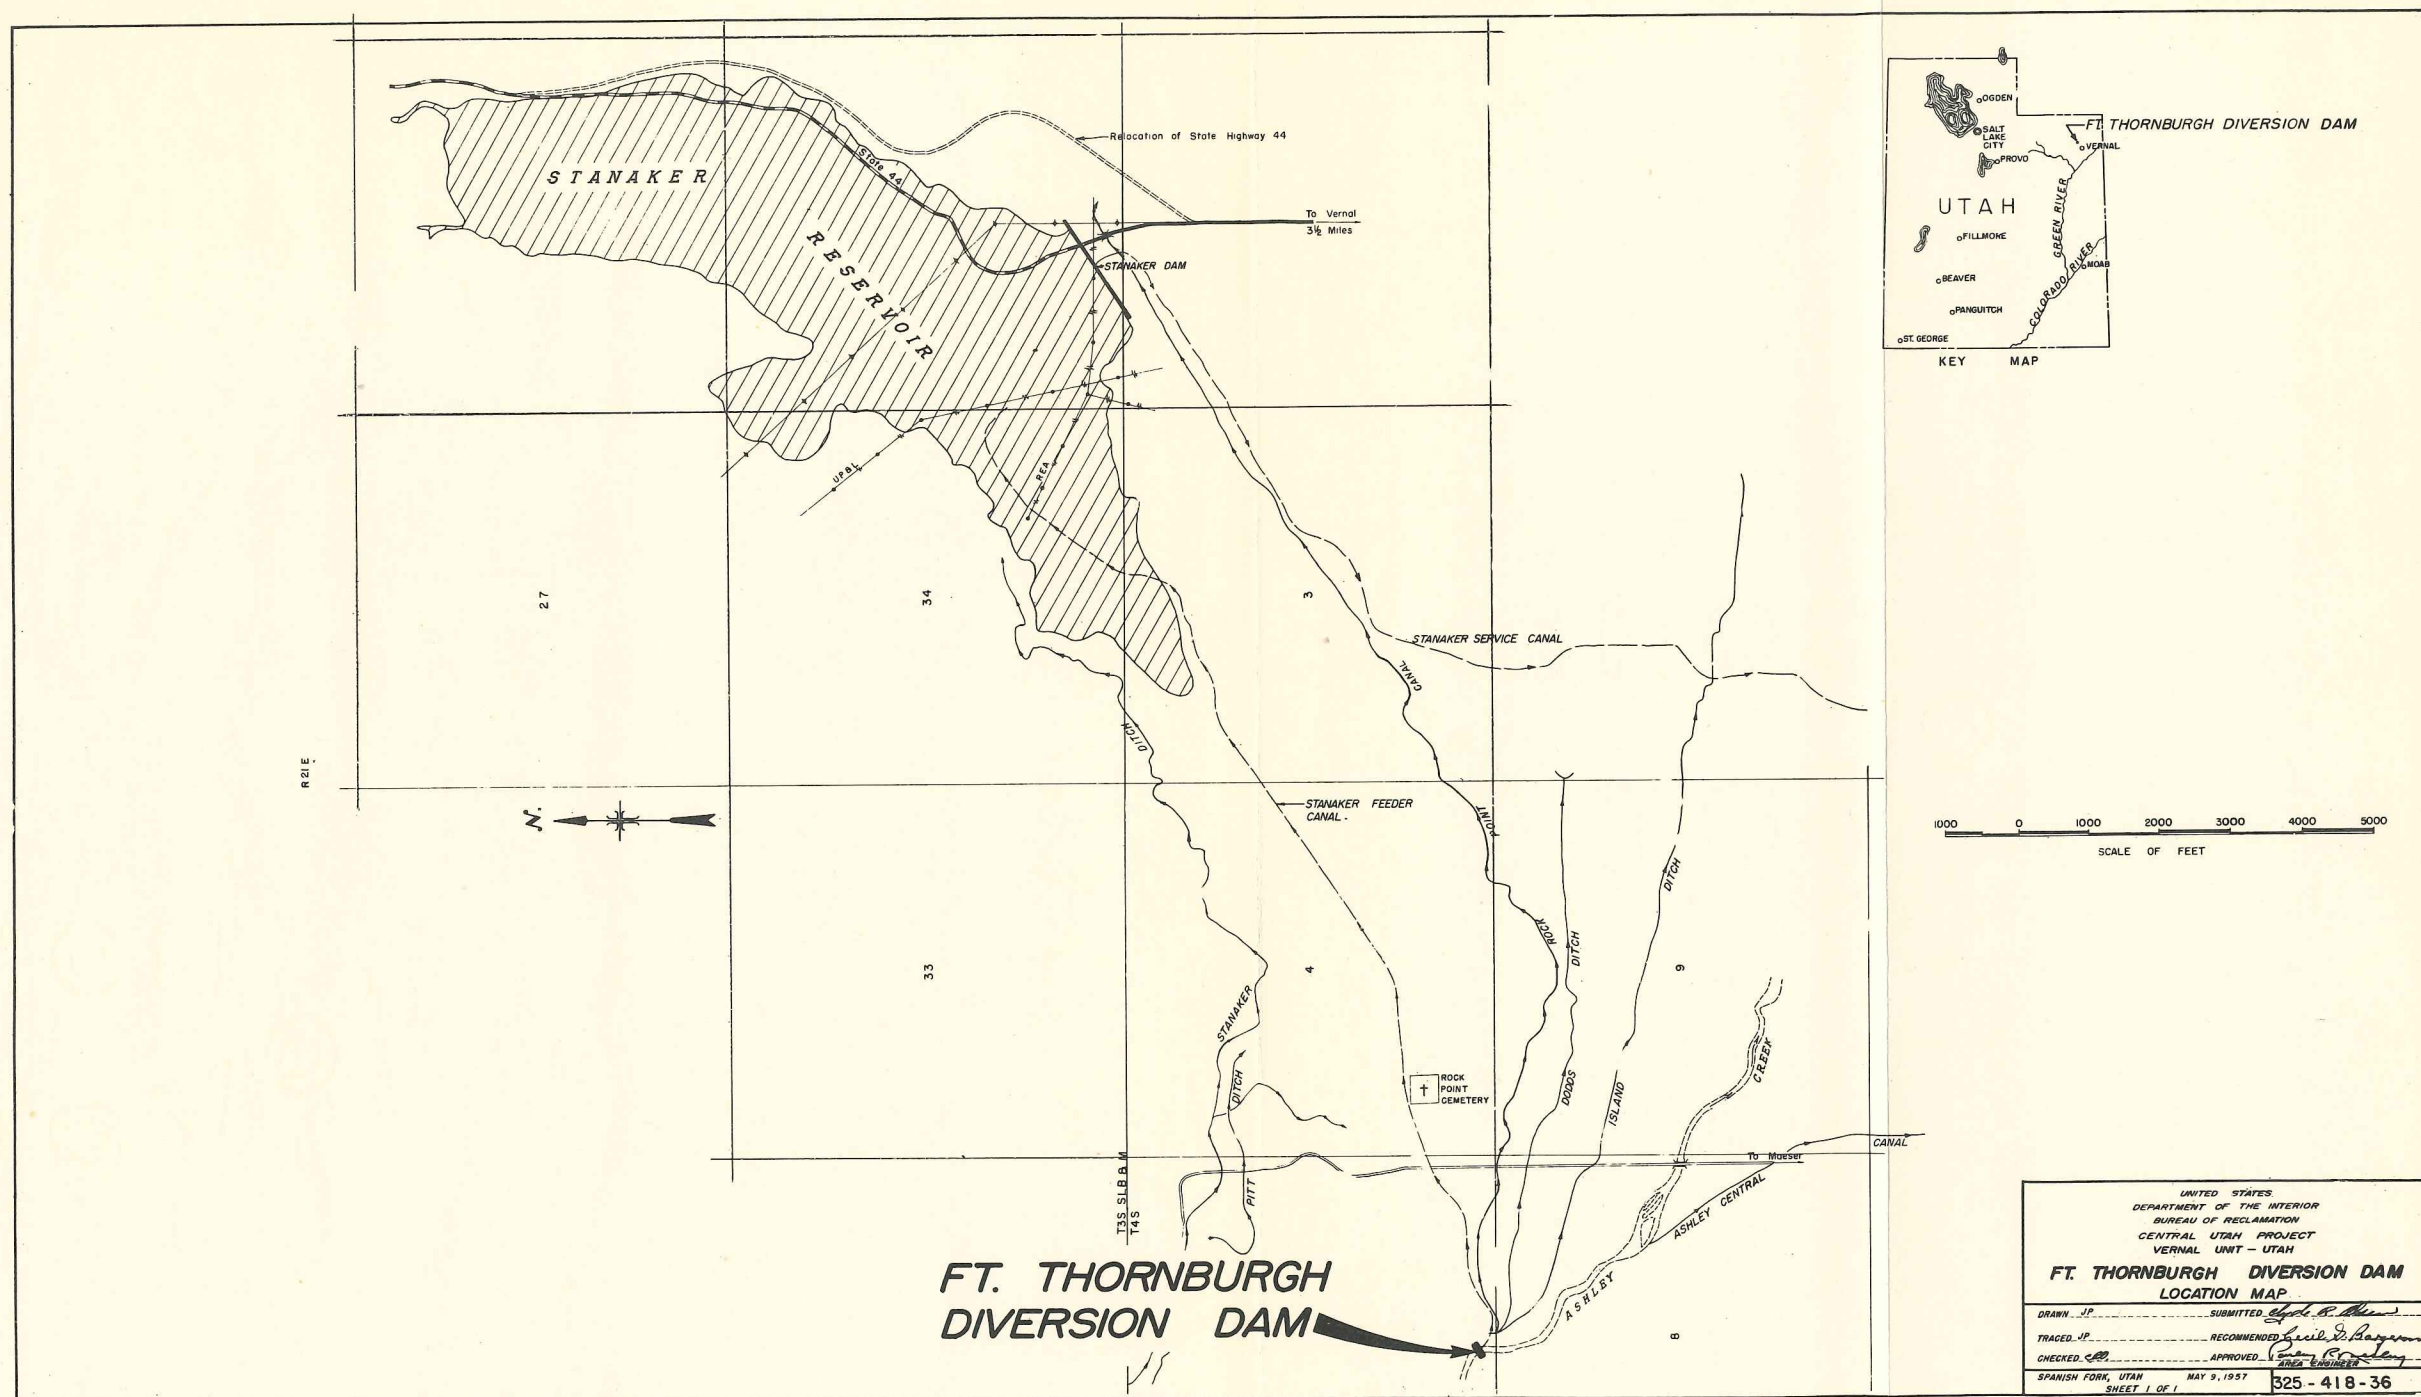 STANAKER
RESERVOIR
State 44
Relocation of State Highway 44
To Vernal
3½ Miles
STANAKER DAM
UP&L
REA
27
34
3
STANAKER SERVICE CANAL
CANAL
POINT
ROCK
DITCH
R 21 E
N.
STANAKER FEEDER
CANAL
33
4
9
STANAKER
DITCH
PITT
ROCK
POINT
CEMETERY
DODDS
DITCH
ISLAND
DITCH
CREEK
ASHLEY
To Maeser
ASHLEY CENTRAL
CANAL
T3S SLB & M
T4S
8
FT. THORNBURGH
DIVERSION DAM
OGDEN
SALT
LAKE
CITY
PROVO
FT. THORNBURGH DIVERSION DAM
VERNAL
UTAH
GREEN RIVER
FILLMORE
BEAVER
MOAB
COLORADO RIVER
PANGUITCH
ST. GEORGE
KEY MAP
1000 0 1000 2000 3000 4000 5000
SCALE OF FEET
UNITED STATES
DEPARTMENT OF THE INTERIOR
BUREAU OF RECLAMATION
CENTRAL UTAH PROJECT
VERNAL UNIT - UTAH
FT. THORNBURGH DIVERSION DAM
LOCATION MAP
DRAWN JP SUBMITTED
TRACED JP RECOMMENDED
CHECKED APPROVED
AREA ENGINEER
SPANISH FORK, UTAH MAY 9, 1957
SHEET 1 OF 1
325-418-36